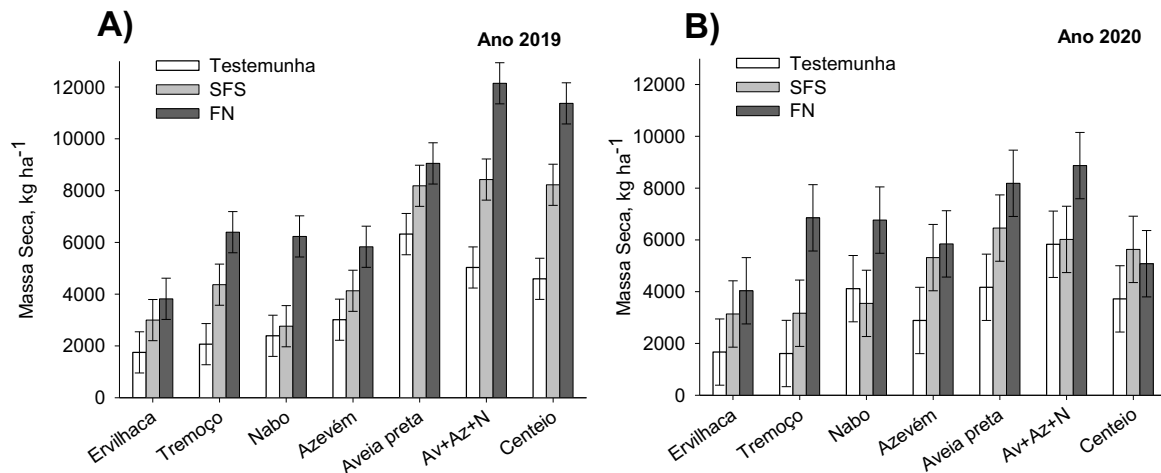 A)
Ano 2019
Testemunha
SFS
FN
Massa Seca, kg ha⁻¹
12000
10000
8000
6000
4000
2000
0
Ervilhaca
Tremoço
Nabo
Azevém
Aveia preta
Av+Az+N
Centeio
B)
Ano 2020
Testemunha
SFS
FN
Massa Seca, kg ha⁻¹
12000
10000
8000
6000
4000
2000
0
Ervilhaca
Tremoço
Nabo
Azevém
Aveia preta
Av+Az+N
Centeio